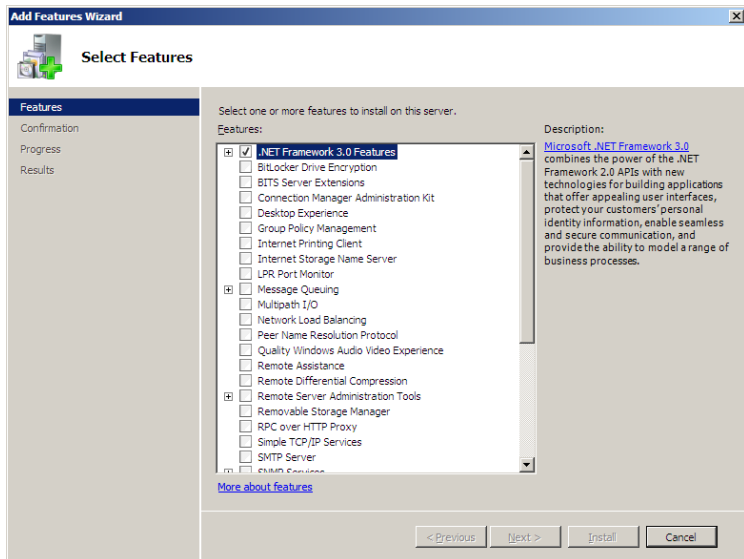 Add Features Wizard
Select Features
Features
Confirmation
Progress
Results
Select one or more features to install on this server.
Features:
.NET Framework 3.0 Features
BitLocker Drive Encryption
BITS Server Extensions
Connection Manager Administration Kit
Desktop Experience
Group Policy Management
Internet Printing Client
Internet Storage Name Server
LPR Port Monitor
Message Queuing
Multipath I/O
Network Load Balancing
Peer Name Resolution Protocol
Quality Windows Audio Video Experience
Remote Assistance
Remote Differential Compression
Remote Server Administration Tools
Removable Storage Manager
RPC over HTTP Proxy
Simple TCP/IP Services
SMTP Server
SNMP Services
More about features
Description:
Microsoft .NET Framework 3.0
combines the power of the .NET
Framework 2.0 APIs with new
technologies for building applications
that offer appealing user interfaces,
protect your customers' personal
identity information, enable seamless
and secure communication, and
provide the ability to model a range of
business processes.
< Previous
Next >
Install
Cancel